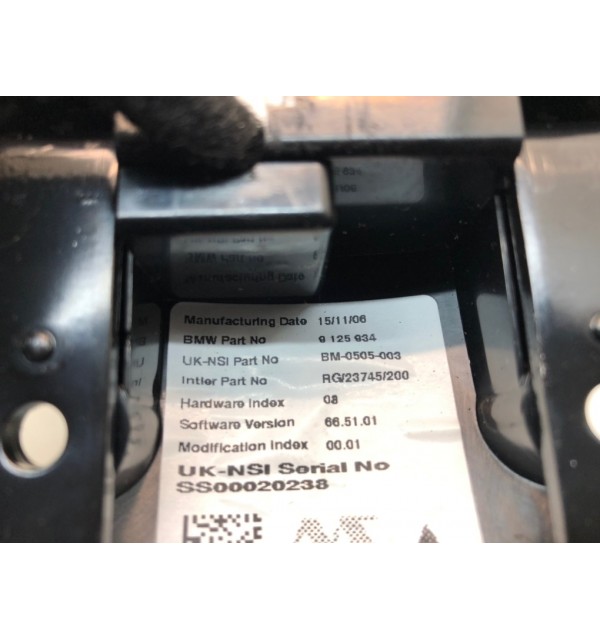 Manufacturing Date 15/11/06
BMW Part No 9 125 934
UK-NSI Part No BM-0505-003
Intier Part No RG/23745/200
Hardware Index 08
Software Version 66.51.01
Modification Index 00.01
UK-NSI Serial No
SS00020238